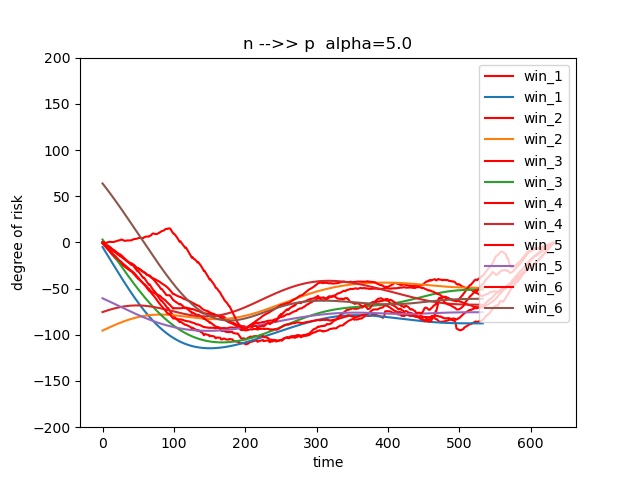 n -->> p  alpha=5.0
200
150
100
50
0
−50
−100
−150
−200
degree of risk
0 100 200 300 400 500 600
time
win_1
win_1
win_2
win_2
win_3
win_3
win_4
win_4
win_5
win_5
win_6
win_6